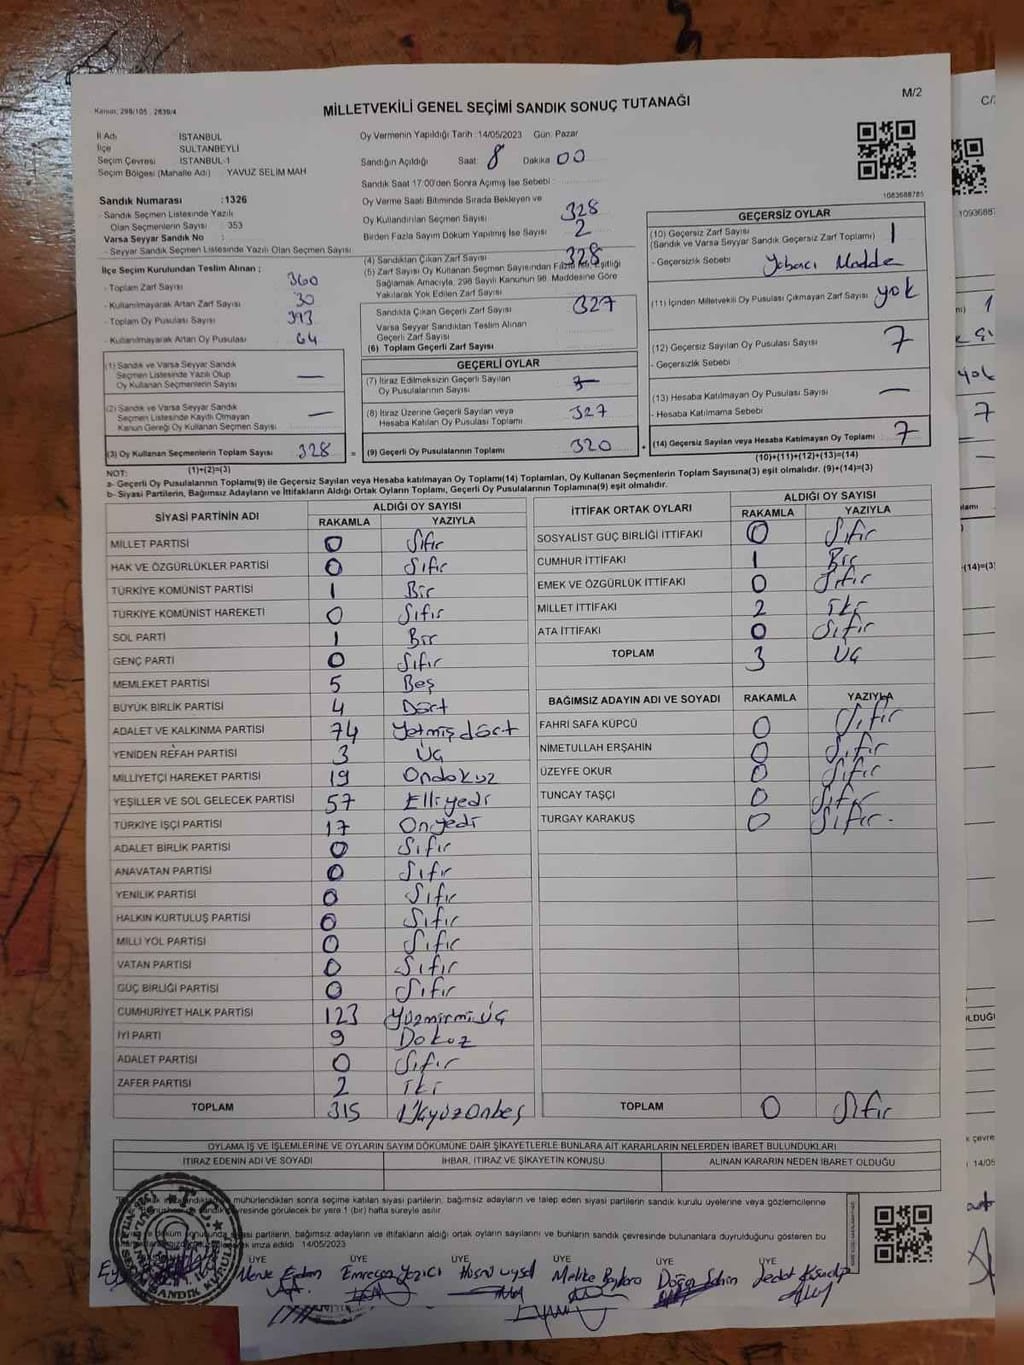 M/2
Kanun: 298/105 , 2839/4
MİLLETVEKİLİ GENEL SEÇİMİ SANDIK SONUÇ TUTANAĞI
İl Adı İSTANBUL
İlçe SULTANBEYLİ
Seçim Çevresi İSTANBUL-1
Seçim Bölgesi (Mahalle Adı) YAVUZ SELİM MAH
Oy Vermenin Yapıldığı Tarih : 14/05/2023 Gün: Pazar
Sandığın Açıldığı Saat: 8 Dakika 00
Sandık Saat 17:00'den Sonra Açımış İse Sebebi :
1083688785
Sandık Numarası :1326
- Sandık Seçmen Listesinde Yazılı
Olan Seçmenlerin Sayısı : 353
Varsa Seyyar Sandık No :
- Seyyar Sandık Seçmen Listesinde Yazılı Olan Seçmen Sayısı:
Oy Verme Saati Bitiminde Sırada Bekleyen ve
Oy Kullandırılan Seçmen Sayısı 328
Birden Fazla Sayım Döküm Yapılmış İse Sayısı 2
İlçe Seçim Kurulundan Teslim Alınan ;
- Toplam Zarf Sayısı 360
- Kullanılmayarak Artan Zarf Sayısı 30
- Toplam Oy Pusulası Sayısı 393
- Kullanılmayarak Artan Oy Pusulası 64
(4) Sandıktan Çıkan Zarf Sayısı 328
(5) Zarf Sayısı Oy Kullanan Seçmen Sayısından Fazla ise, Eşitliği
Sağlamak Amacıyla, 298 Sayılı Kanunun 98. Maddesine Göre
Yakılarak Yok Edilen Zarf Sayısı
Sandıkta Çıkan Geçerli Zarf Sayısı 327
Varsa Seyyar Sandıktan Teslim Alınan
Geçerli Zarf Sayısı
(6) Toplam Geçerli Zarf Sayısı
GEÇERSİZ OYLAR
(10) Geçersiz Zarf Sayısı 1
(Sandık ve Varsa Seyyar Sandık Geçersiz Zarf Toplamı)
- Geçersizlik Sebebi Yabacı Madde
(11) İçinden Milletvekili Oy Pusulası Çıkmayan Zarf Sayısı yok
(12) Geçersiz Sayılan Oy Pusulası Sayısı 7
- Geçersizlik Sebebi
(13) Hesaba Katılmayan Oy Pusulası Sayısı —
- Hesaba Katılmama Sebebi
(14) Geçersiz Sayılan veya Hesaba Katılmayan Oy Toplamı 7
(10)+(11)+(12)+(13)=(14)
(1) Sandık ve Varsa Seyyar Sandık
Seçmen Listesinde Yazılı Olup
Oy Kullanan Seçmenlerin Sayısı —
(2) Sandık ve Varsa Seyyar Sandık
Seçmen Listesinde Kayıtlı Olmayan
Kanun Gereği Oy Kullanan Seçmen Sayısı —
(3) Oy Kullanan Seçmenlerin Toplam Sayısı 328 =
(1)+(2)=(3)
GEÇERLİ OYLAR
(7) İtiraz Edilmeksizin Geçerli Sayılan
Oy Pusulalarının Sayısı
(8) İtiraz Üzerine Geçerli Sayılan veya
Hesaba Katılan Oy Pusulası Toplamı 327
(9) Geçerli Oy Pusulalarının Toplamı 320 +
NOT:
a- Geçerli Oy Pusulalarının Toplamı(9) ile Geçersiz Sayılan veya Hesaba katılmayan Oy Toplamı(14) Toplamları, Oy Kullanan Seçmenlerin Toplam Sayısına(3) eşit olmalıdır. (9)+(14)=(3)
b- Siyasi Partilerin, Bağımsız Adayların ve İttifakların Aldığı Ortak Oyların Toplamı, Geçerli Oy Pusulalarının Toplamına(9) eşit olmalıdır.
SİYASİ PARTİNİN ADI ALDIĞI OY SAYISI
RAKAMLA YAZIYLA
MİLLET PARTİSİ 0 Sıfır
HAK VE ÖZGÜRLÜKLER PARTİSİ 0 Sıfır
TÜRKİYE KOMÜNİST PARTİSİ 1 Bir
TÜRKİYE KOMÜNİST HAREKETİ 0 Sıfır
SOL PARTİ 1 Bir
GENÇ PARTİ 0 Sıfır
MEMLEKET PARTİSİ 5 Beş
BÜYÜK BİRLİK PARTİSİ 4 Dört
ADALET VE KALKINMA PARTİSİ 74 Yetmişdört
YENİDEN REFAH PARTİSİ 3 Üç
MİLLİYETÇİ HAREKET PARTİSİ 19 Ondokuz
YEŞİLLER VE SOL GELECEK PARTİSİ 57 Elliyedi
TÜRKİYE İŞÇİ PARTİSİ 17 Onyedi
ADALET BİRLİK PARTİSİ 0 Sıfır
ANAVATAN PARTİSİ 0 Sıfır
YENİLİK PARTİSİ 0 Sıfır
HALKIN KURTULUŞ PARTİSİ 0 Sıfır
MİLLİ YOL PARTİSİ 0 Sıfır
VATAN PARTİSİ 0 Sıfır
GÜÇ BİRLİĞİ PARTİSİ 0 Sıfır
CUMHURİYET HALK PARTİSİ 123 Yüzmirmi üç
İYİ PARTİ 9 Dokuz
ADALET PARTİSİ 0 Sıfır
ZAFER PARTİSİ 2 İki
TOPLAM 315 Üçyüzonbeş
İTTİFAK ORTAK OYLARI ALDIĞI OY SAYISI
RAKAMLA YAZIYLA
SOSYALİST GÜÇ BİRLİĞİ İTTİFAKI 0 Sıfır
CUMHUR İTTİFAKI 1 Bir
EMEK VE ÖZGÜRLÜK İTTİFAKI 0 Sıfır
MİLLET İTTİFAKI 2 İki
ATA İTTİFAKI 0 Sıfır
TOPLAM 3 Üç
BAĞIMSIZ ADAYIN ADI VE SOYADI RAKAMLA YAZIYLA
FAHRİ SAFA KÜPCÜ 0 Sıfır
NİMETULLAH ERŞAHİN 0 Sıfır
ÜZEYFE OKUR 0 Sıfır
TUNCAY TAŞÇI 0 Sıfır
TURGAY KARAKUŞ 0 Sıfır.
TOPLAM 0 Sıfır
OYLAMA İŞ VE İŞLEMLERİNE VE OYLARIN SAYIM DÖKÜMÜNE DAİR ŞİKAYETLERLE BUNLARA AİT KARARLARIN NELERDEN İBARET BULUNDUKLARI
İTİRAZ EDENİN ADI VE SOYADI İHBAR, İTİRAZ VE ŞİKAYETİN KONUSU ALINAN KARARIN NEDEN İBARET OLDUĞU
mühürlendikten sonra seçime katılan siyasi partilerin, bağımsız adayların ve talep eden siyasi partilerin sandık kurulu üyelerine veya gözlemcilerine
çevresinde görülecek bir yere 1 (bir) hafta süreyle asılır.
partilerin, bağımsız adayların ve ittifakların aldığı ortak oyların sayılarını ve bunların sandık çevresinde bulunanlara duyrulduğunu gösteren bu
imza edildi 14/05/2023
ÜYE ÜYE ÜYE ÜYE ÜYE ÜYE
Emrecan Yazıcı Hüsnü Uysal Melike Doğan Şahin
SANDIK KURULU
C/
1
yok
7
(14)=(3)
14/05